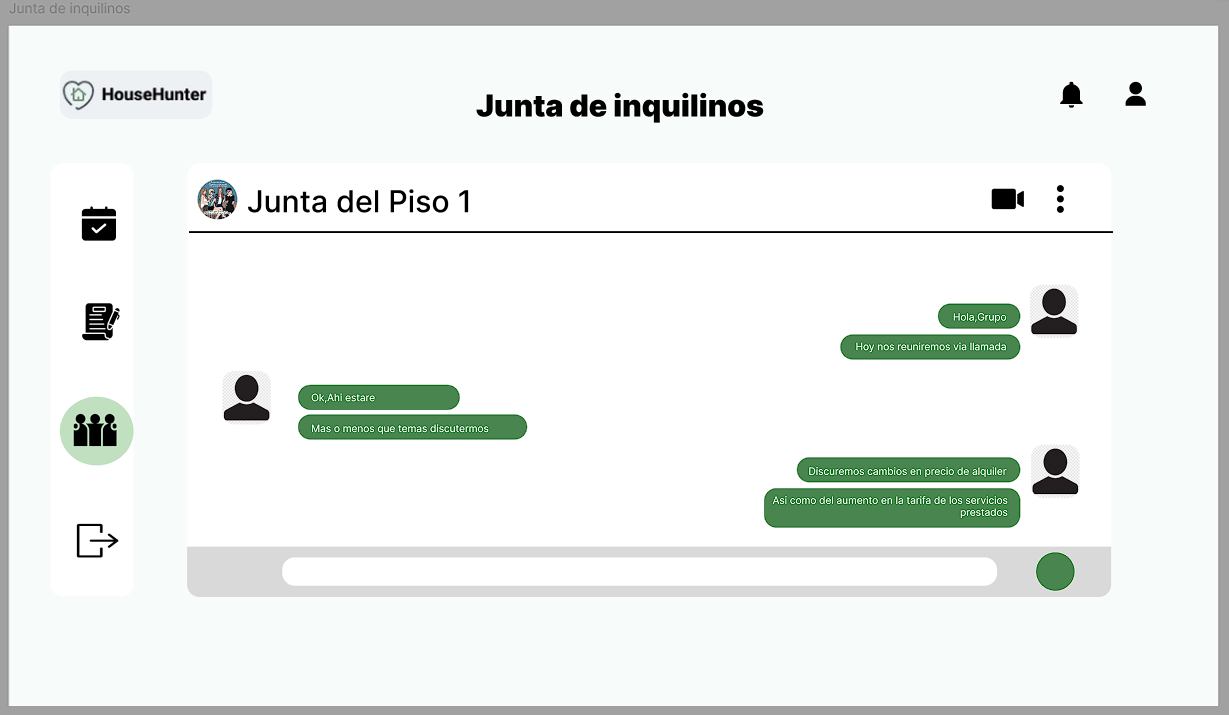 Junta de inquilinos
HouseHunter
Junta de inquilinos
Junta del Piso 1
Hola,Grupo
Hoy nos reuniremos via llamada
Ok,Ahi estare
Mas o menos que temas discutermos
Discuremos cambios en precio de alquiler
Asi como del aumento en la tarifa de los servicios
prestados